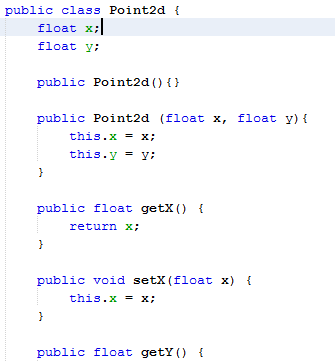 public class Point2d {
    float x;
    float y;

    public Point2d(){}

    public Point2d (float x, float y){
        this.x = x;
        this.y = y;
    }

    public float getX() {
        return x;
    }

    public void setX(float x) {
        this.x = x;
    }

    public float getY() {